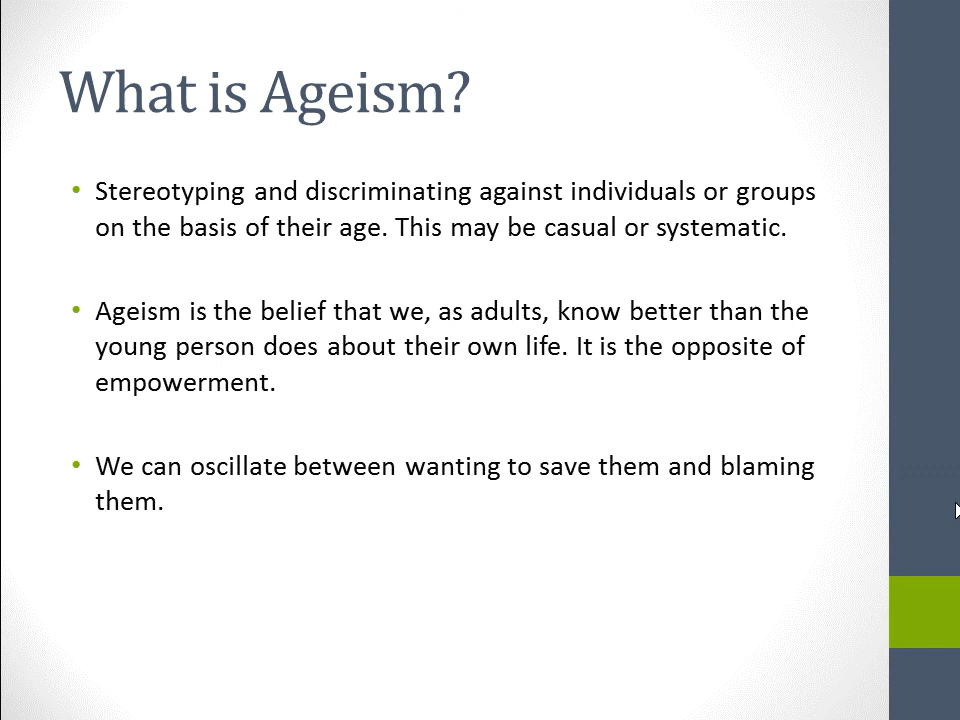 What is Ageism?
• Stereotyping and discriminating against individuals or groups
on the basis of their age. This may be casual or systematic.
• Ageism is the belief that we, as adults, know better than the
young person does about their own life. It is the opposite of
empowerment.
• We can oscillate between wanting to save them and blaming
them.